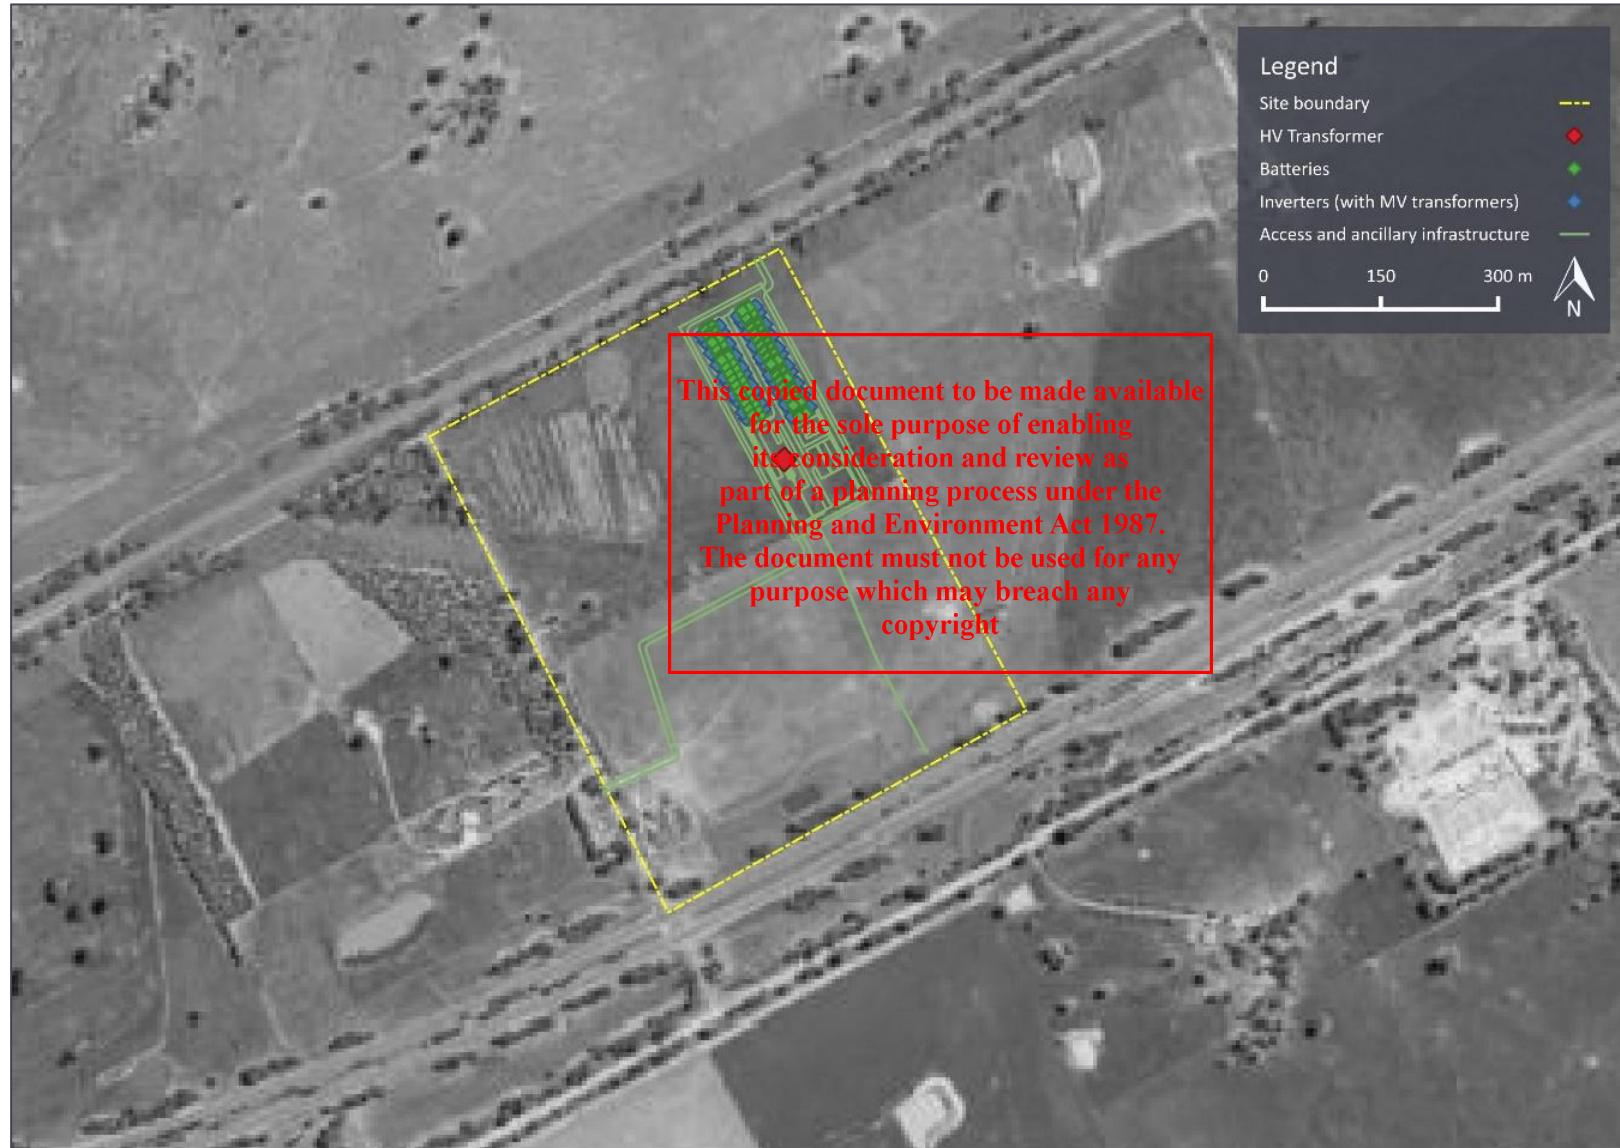 Legend
Site boundary
HV Transformer
Batteries
Inverters (with MV transformers)
Access and ancillary infrastructure
0 150 300 m
N
This copied document to be made available
for the sole purpose of enabling
its consideration and review as
part of a planning process under the
Planning and Environment Act 1987.
The document must not be used for any
purpose which may breach any
copyright